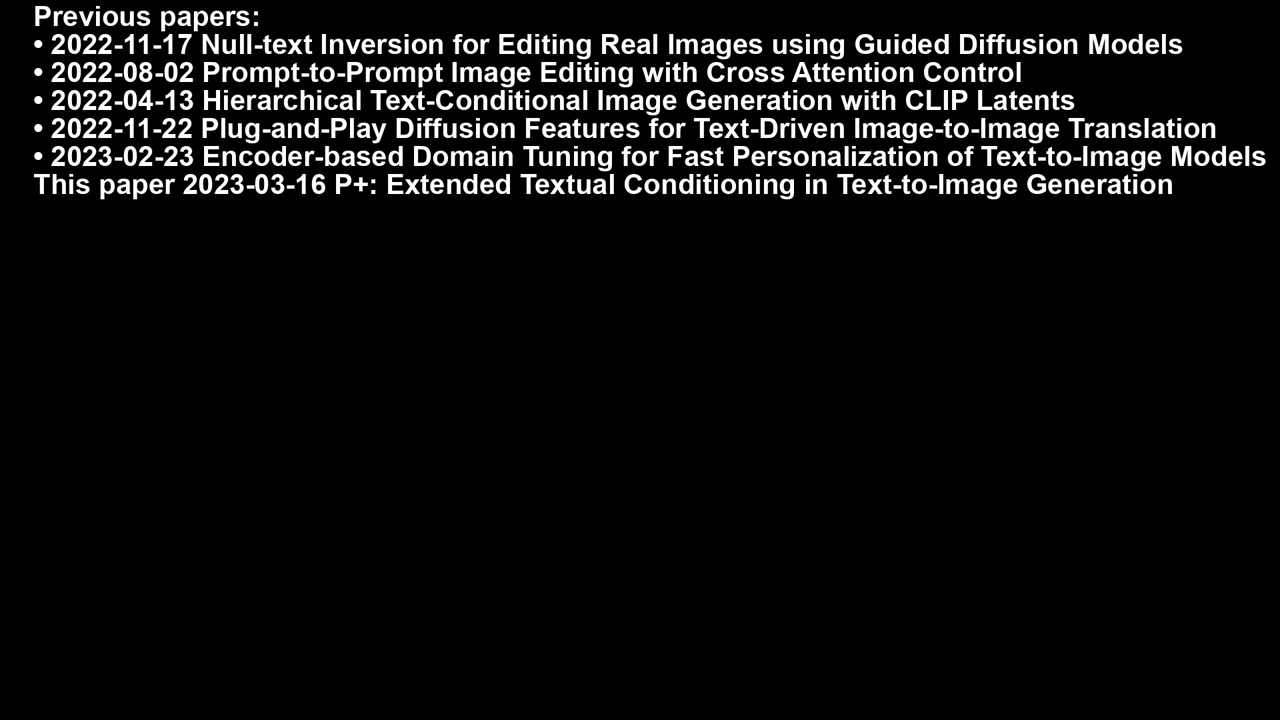 Previous papers:
• 2022-11-17 Null-text Inversion for Editing Real Images using Guided Diffusion Models
• 2022-08-02 Prompt-to-Prompt Image Editing with Cross Attention Control
• 2022-04-13 Hierarchical Text-Conditional Image Generation with CLIP Latents
• 2022-11-22 Plug-and-Play Diffusion Features for Text-Driven Image-to-Image Translation
• 2023-02-23 Encoder-based Domain Tuning for Fast Personalization of Text-to-Image Models
This paper 2023-03-16 P+: Extended Textual Conditioning in Text-to-Image Generation